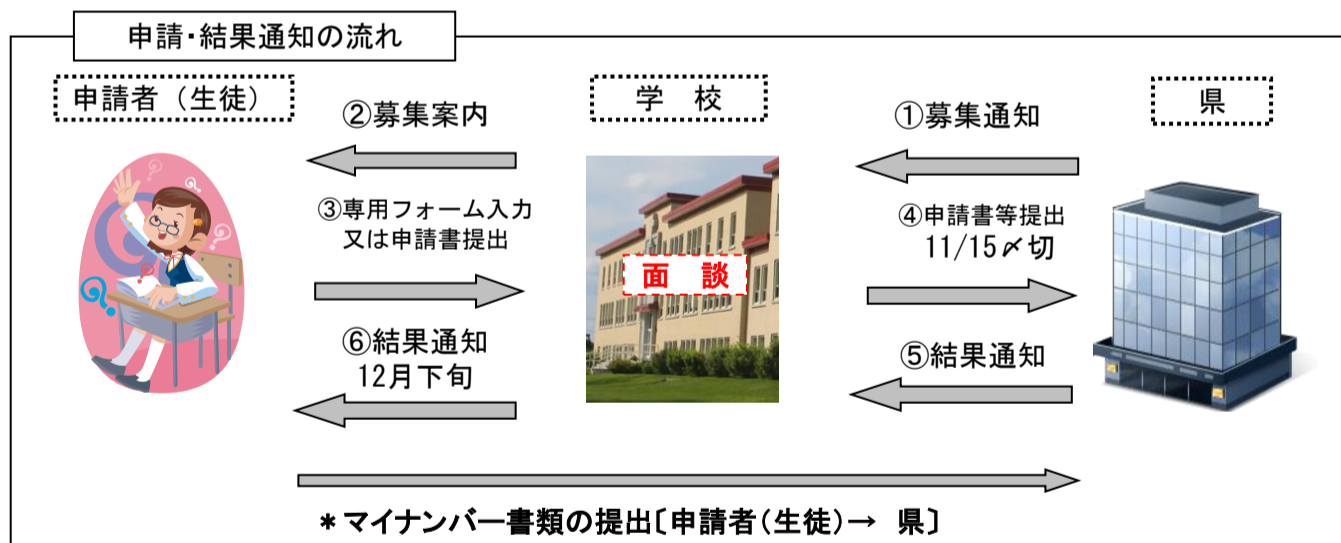 申請・結果通知の流れ
申請者（生徒）
学　校
県
②募集案内
①募集通知
③専用フォーム入力
又は申請書提出
④申請書等提出
11/15〆切
面　談
⑥結果通知
12月下旬
⑤結果通知
＊マイナンバー書類の提出〔申請者（生徒）→　県〕